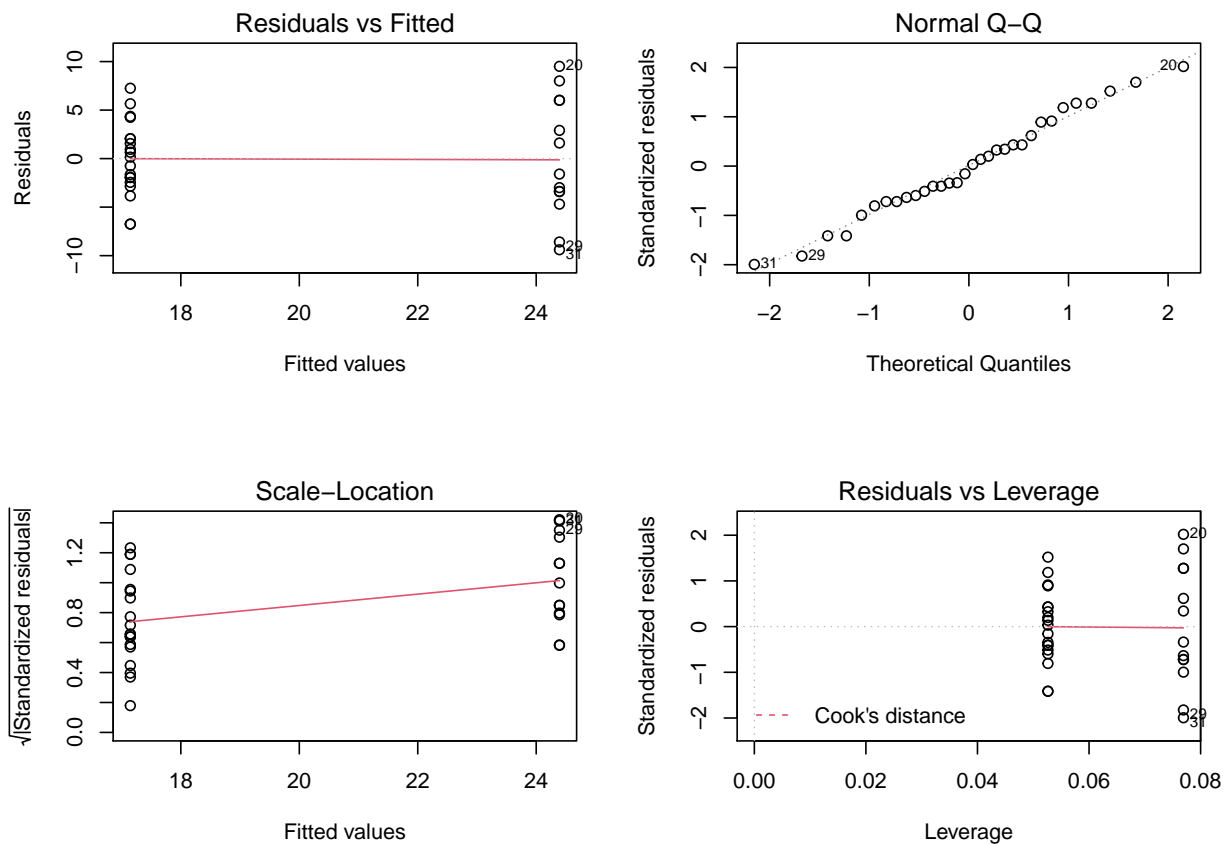 Residuals vs Fitted
Residuals
10
5
0
−10
20
29
31
18 20 22 24
Fitted values
Normal Q−Q
Standardized residuals
2
1
0
−1
−2
20
31
29
−2 −1 0 1 2
Theoretical Quantiles
Scale−Location
√|Standardized residuals|
1.2
0.8
0.4
0.0
29
18 20 22 24
Fitted values
Residuals vs Leverage
Standardized residuals
2
1
0
−1
−2
20
29
31
Cook's distance
0.00 0.02 0.04 0.06 0.08
Leverage